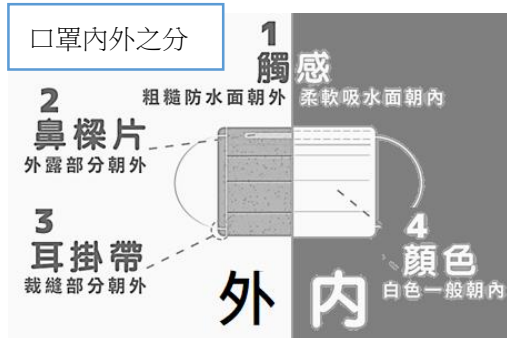 口罩內外之分
1
觸感
粗糙防水面朝外 柔軟吸水面朝內
2
鼻樑片
外露部分朝外
3
耳掛帶
裁縫部分朝外
4
顏色
白色一般朝內
外 內